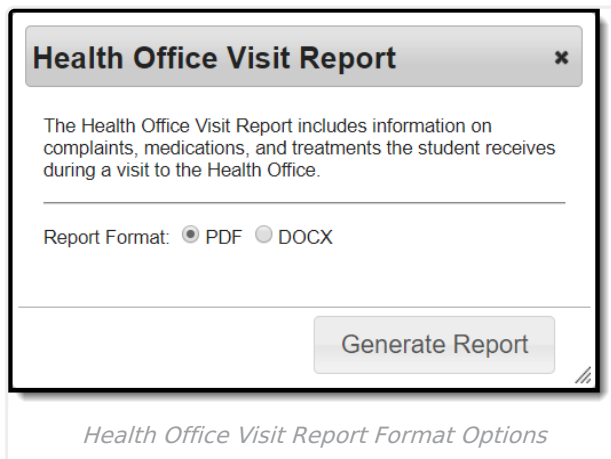 Health Office Visit Report ×
The Health Office Visit Report includes information on
complaints, medications, and treatments the student receives
during a visit to the Health Office.
Report Format: PDF DOCX
Generate Report
Health Office Visit Report Format Options